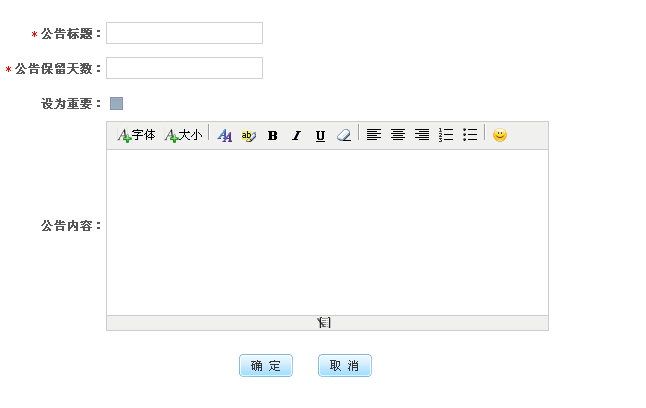 * 公告标题：
* 公告保留天数：
设为重要：
字体 大小 B I U
公告内容：
确 定 取 消